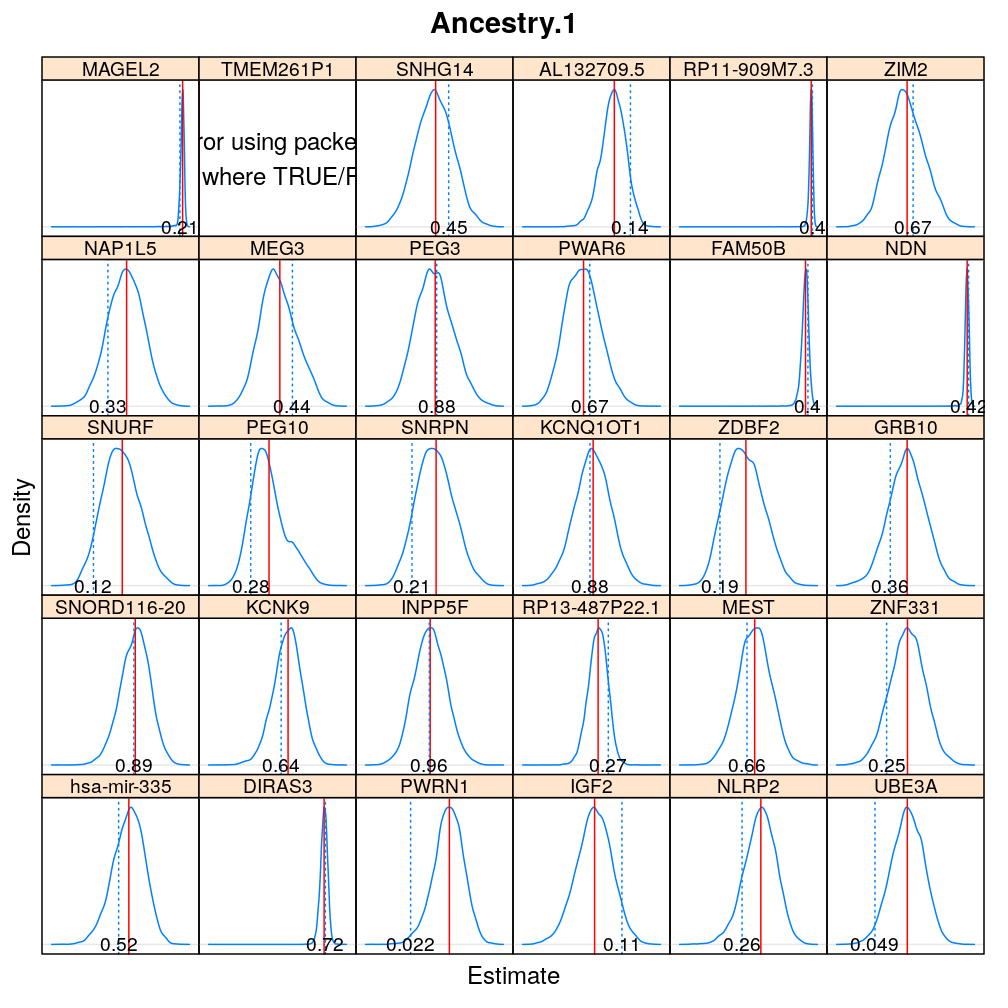 Ancestry.1
MAGEL2 TMEM261P1 SNHG14 AL132709.5 RP11-909M7.3 ZIM2
ror using packe
where TRUE/F
0.21 0.45 0.14 0.4 0.67
NAP1L5 MEG3 PEG3 PWAR6 FAM50B NDN
0.33 0.44 0.88 0.67 0.4 0.42
SNURF PEG10 SNRPN KCNQ1OT1 ZDBF2 GRB10
0.12 0.28 0.21 0.88 0.19 0.36
SNORD116-20 KCNK9 INPP5F RP13-487P22.1 MEST ZNF331
0.89 0.64 0.96 0.27 0.66 0.25
hsa-mir-335 DIRAS3 PWRN1 IGF2 NLRP2 UBE3A
0.52 0.72 0.022 0.11 0.26 0.049
Density
Estimate